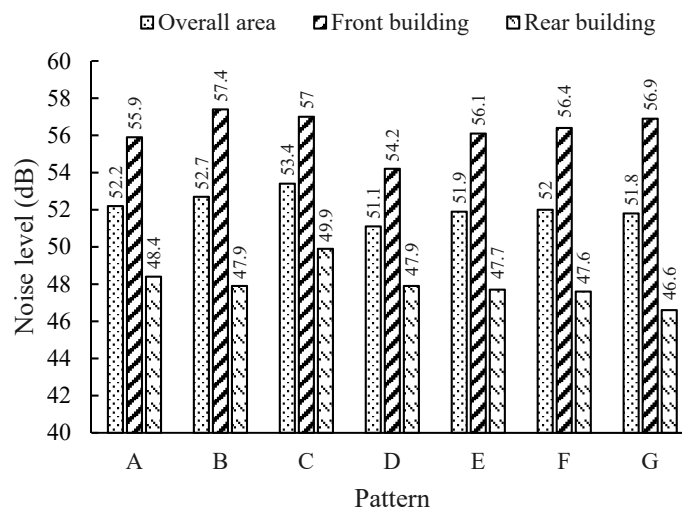 Overall area Front building Rear building
Noise level (dB)
60
58
56
54
52
50
48
46
44
42
40
52.2 55.9 48.4
52.7 57.4 47.9
53.4 57 49.9
51.1 54.2 47.9
51.9 56.1 47.7
52 56.4 47.6
51.8 56.9 46.6
A B C D E F G
Pattern